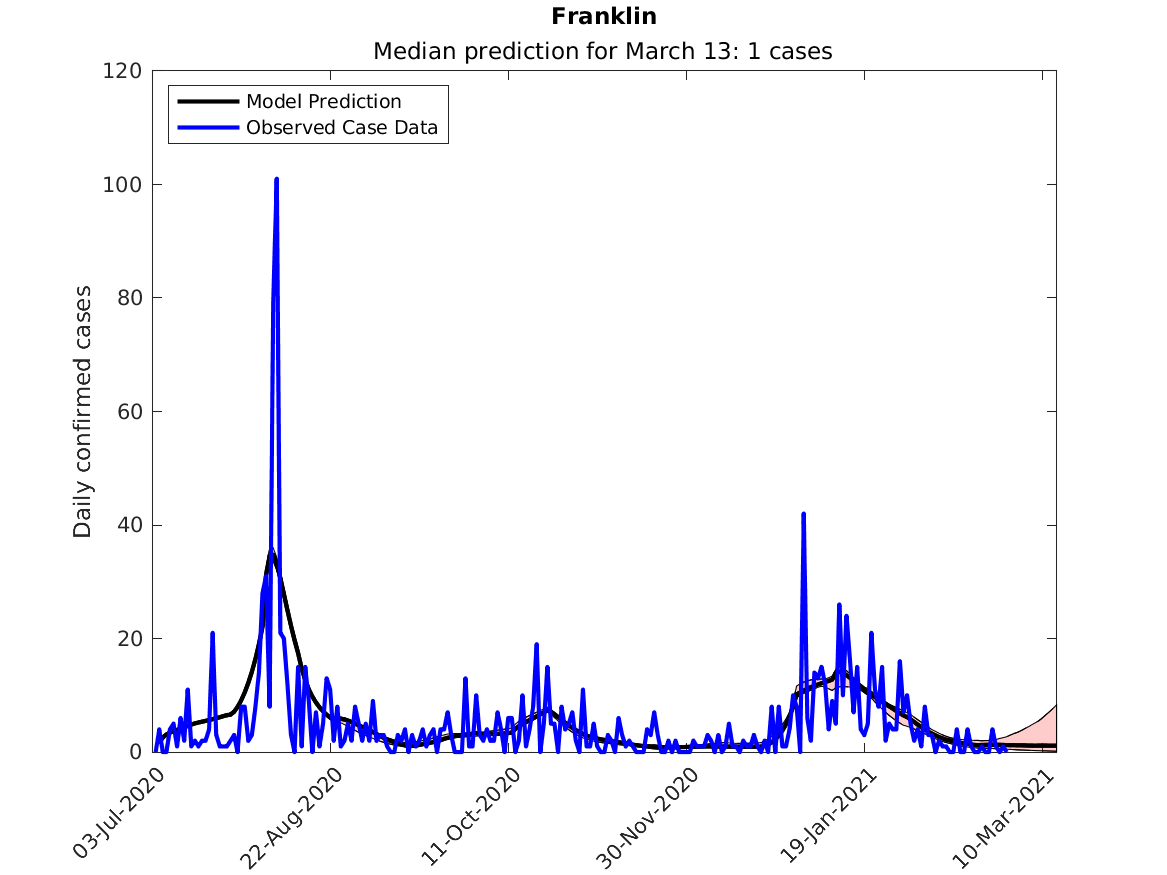 Franklin
Median prediction for March 13: 1 cases
120
100
80
60
40
20
0
Daily confirmed cases
Model Prediction
Observed Case Data
03-Jul-2020
22-Aug-2020
11-Oct-2020
30-Nov-2020
19-Jan-2021
10-Mar-2021